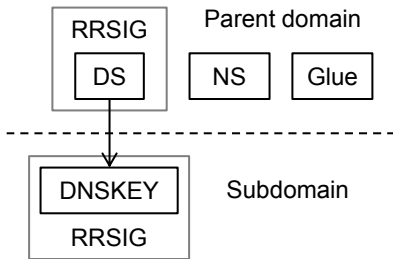 Parent domain
RRSIG
DS
NS
Glue
DNSKEY
Subdomain
RRSIG